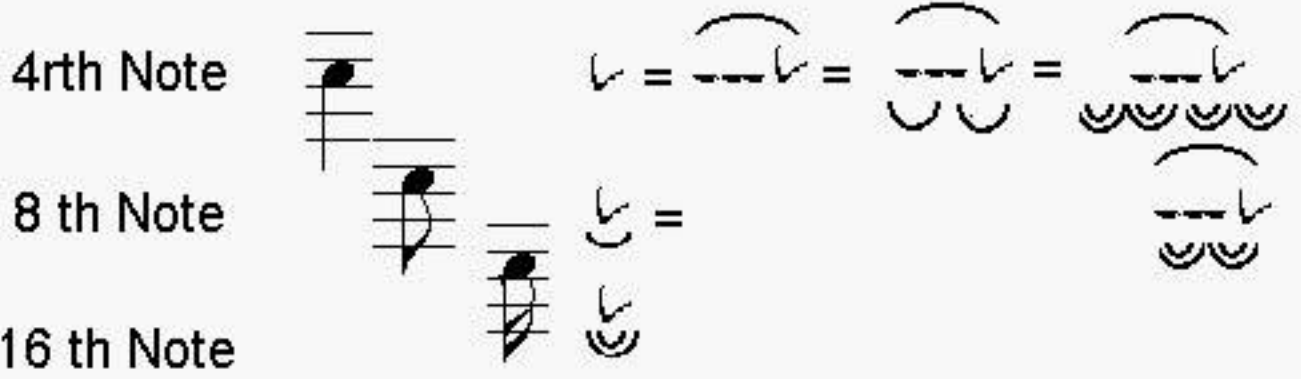 4rth Note = = =
8 th Note =
16 th Note